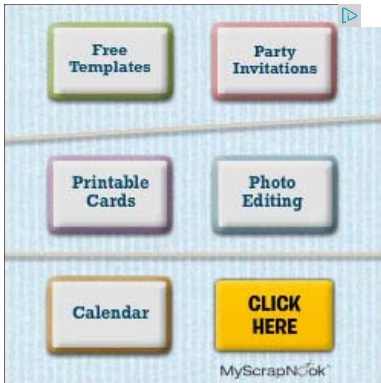 Free
Templates
Party
Invitations
Printable
Cards
Photo
Editing
Calendar
CLICK
HERE
MyScrapNook